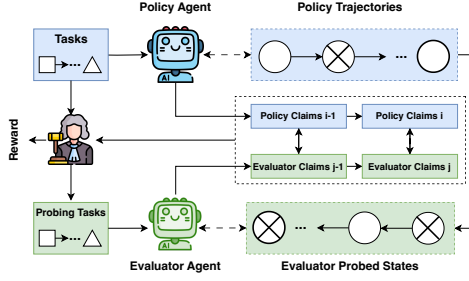 Policy Agent
Policy Trajectories
Tasks
...
AI
...
Policy Claims i-1
Policy Claims i
Reward
Evaluator Claims j-1
Evaluator Claims j
Probing Tasks
...
AI
...
Evaluator Agent
Evaluator Probed States